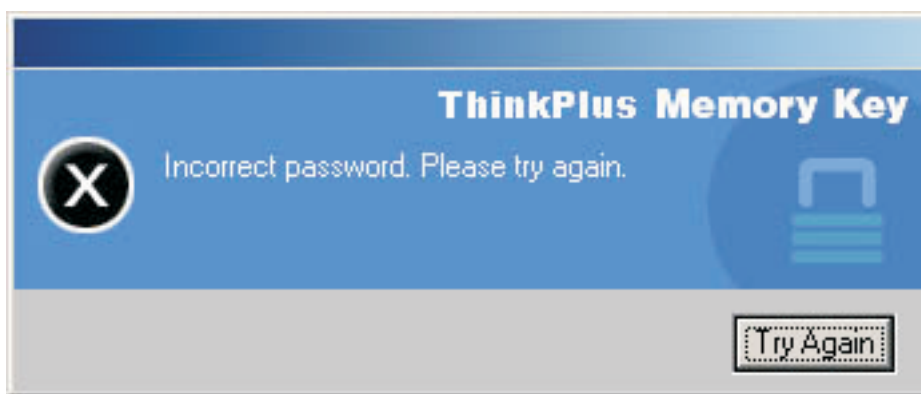 ThinkPlus Memory Key
Incorrect password. Please try again.
Try Again